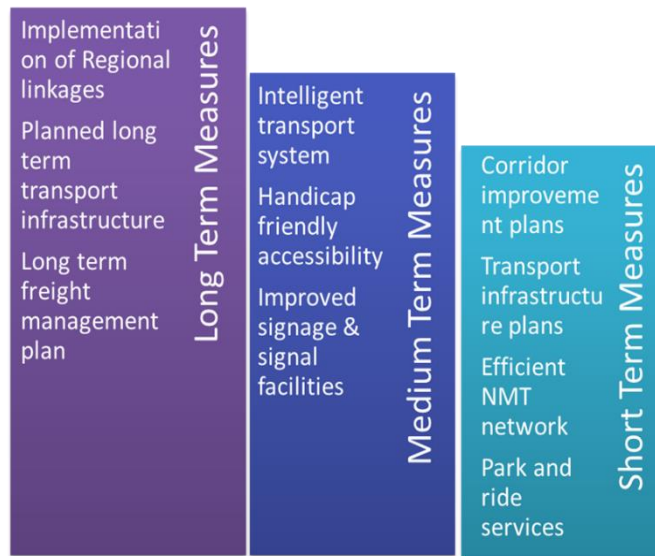 Implementati
on of Regional
linkages
Planned long
term
transport
infrastructure
Long term
freight
management
plan
Long Term Measures
Intelligent
transport
system
Handicap
friendly
accessibility
Improved
signage &
signal
facilities
Medium Term Measures
Corridor
improveme
nt plans
Transport
infrastructu
re plans
Efficient
NMT
network
Park and
ride
services
Short Term Measures